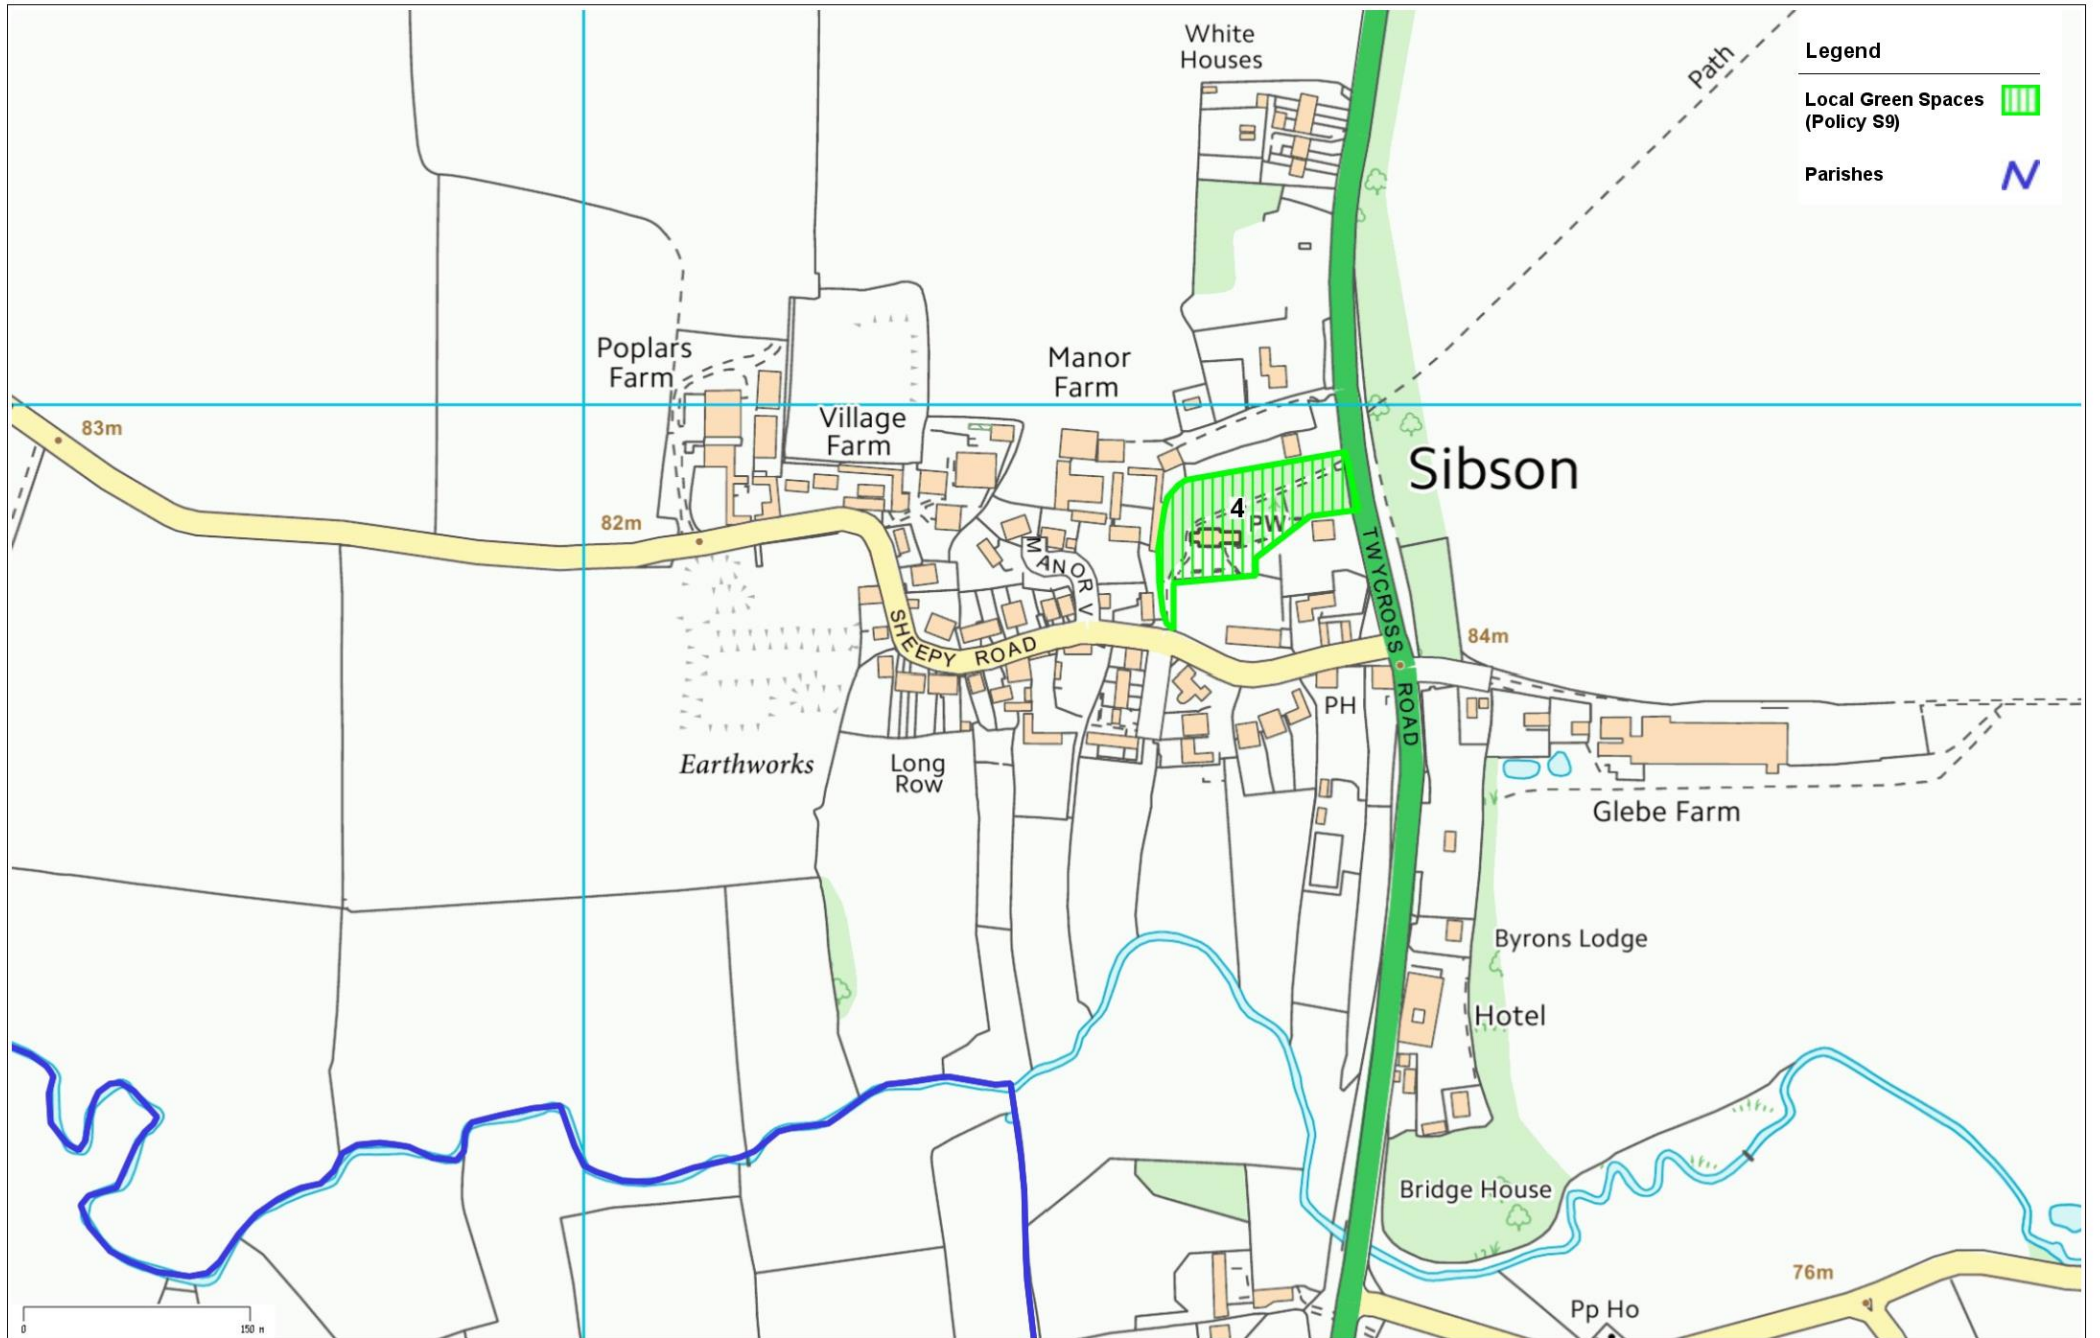 White
Houses
Path
Legend
Local Green Spaces
(Policy S9)
Parishes
Poplars
Farm
Manor
Farm
Village
Farm
83m
Sibson
82m
4
PW
MANOR V
TWYCROSS ROAD
SHEEPY ROAD
84m
PH
Earthworks
Long
Row
Glebe Farm
Byrons Lodge
Hotel
Bridge House
76m
Pp Ho
0
150 M